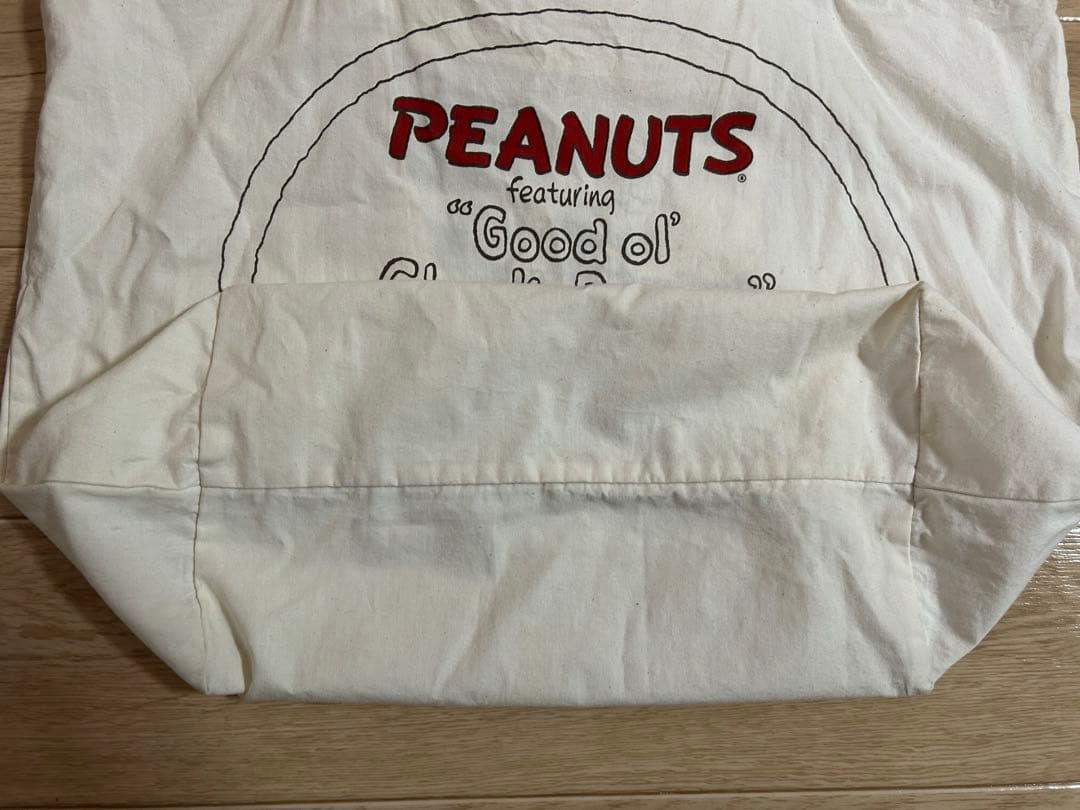 PEANUTS®
featuring
“Good ol’